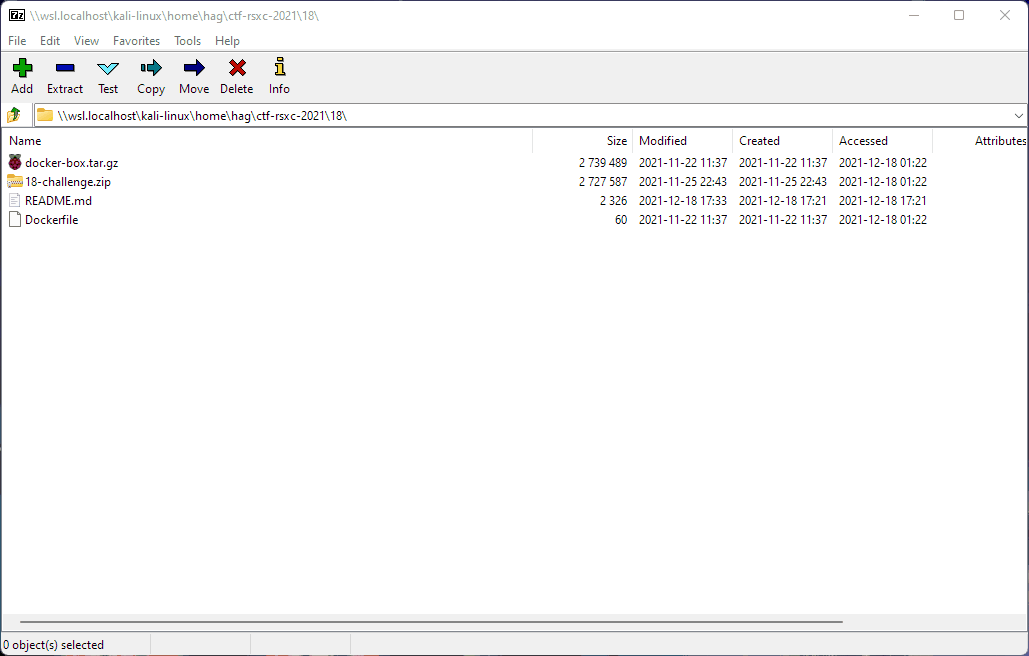 7z \\wsl.localhost\kali-linux\home\hag\ctf-rsxc-2021\18\
File Edit View Favorites Tools Help
Add Extract Test Copy Move Delete Info
\\wsl.localhost\kali-linux\home\hag\ctf-rsxc-2021\18\
Name Size Modified Created Accessed Attributes
docker-box.tar.gz 2 739 489 2021-11-22 11:37 2021-11-22 11:37 2021-12-18 01:22
18-challenge.zip 2 727 587 2021-11-25 22:43 2021-11-25 22:43 2021-12-18 01:22
README.md 2 326 2021-12-18 17:33 2021-12-18 17:21 2021-12-18 17:21
Dockerfile 60 2021-11-22 11:37 2021-11-22 11:37 2021-12-18 01:22
0 object(s) selected